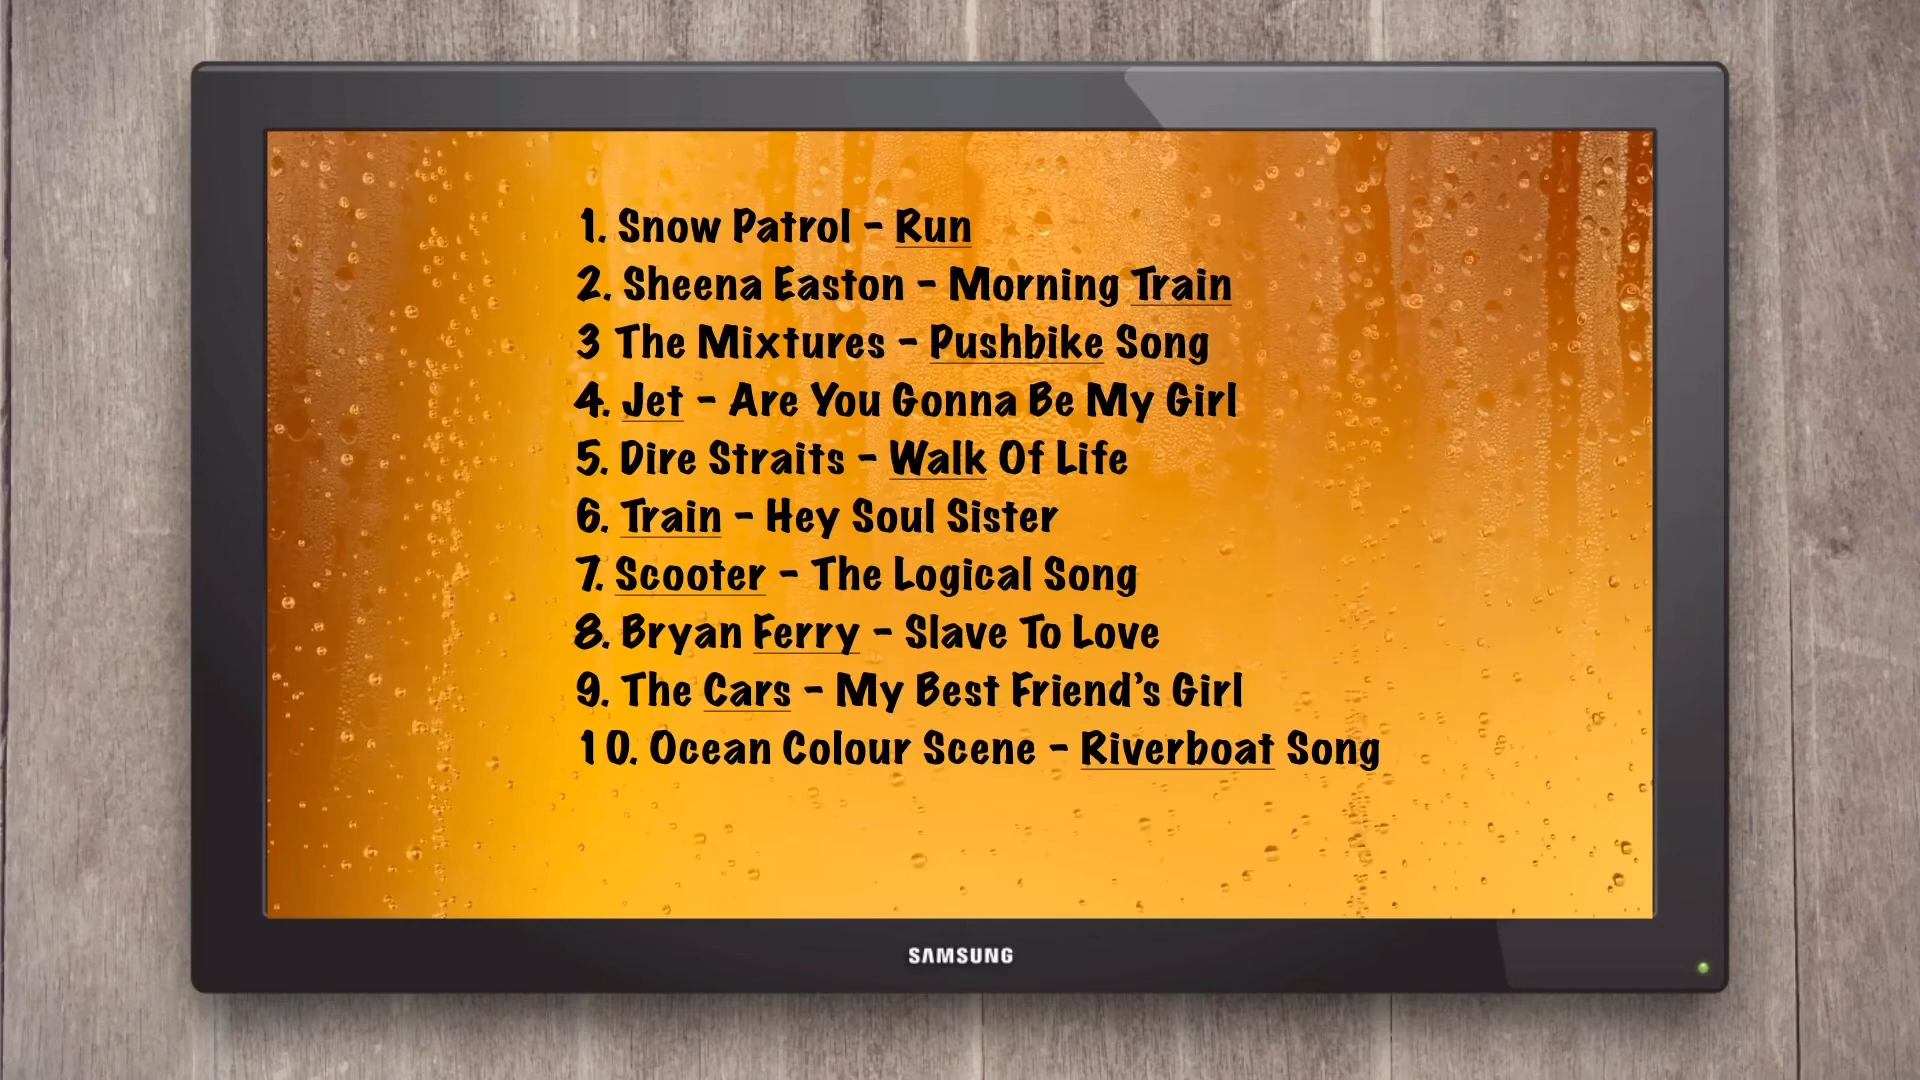 1. Snow Patrol - Run
2. Sheena Easton - Morning Train
3 The Mixtures - Pushbike Song
4. Jet - Are You Gonna Be My Girl
5. Dire Straits - Walk Of Life
6. Train - Hey Soul Sister
7. Scooter - The Logical Song
8. Bryan Ferry - Slave To Love
9. The Cars - My Best Friend's Girl
10. Ocean Colour Scene - Riverboat Song
SAMSUNG